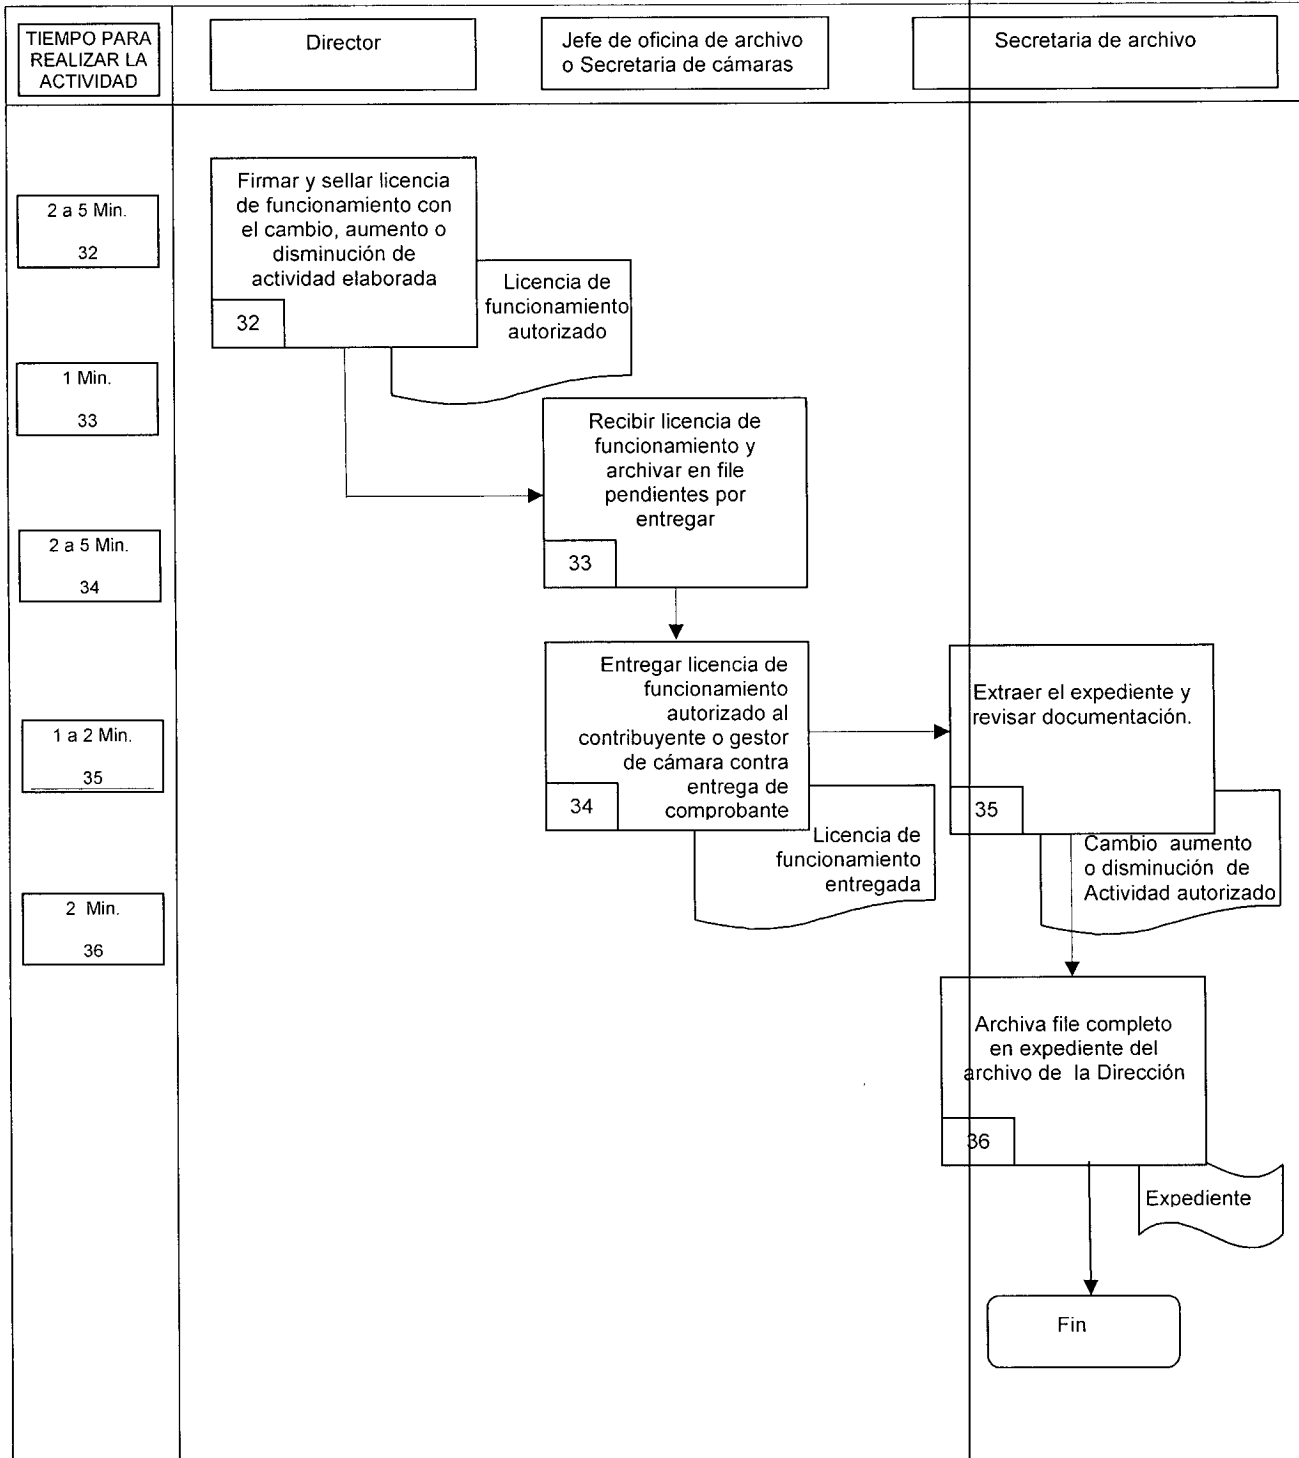 TIEMPO PARA
REALIZAR LA
ACTIVIDAD
Director
Jefe de oficina de archivo
o Secretaria de cámaras
Secretaria de archivo
2 a 5 Min.
32
Firmar y sellar licencia
de funcionamiento con
el cambio, aumento o
disminución de
actividad elaborada
32
Licencia de
funcionamiento
autorizado
1 Min.
33
Recibir licencia de
funcionamiento y
archivar en file
pendientes por
entregar
33
2 a 5 Min.
34
Entregar licencia de
funcionamiento
autorizado al
contribuyente o gestor
de cámara contra
entrega de
comprobante
34
Licencia de
funcionamiento
entregada
1 a 2 Min.
35
Extraer el expediente y
revisar documentación.
35
Cambio aumento
o disminución de
Actividad autorizado
2 Min.
36
Archiva file completo
en expediente del
archivo de la Dirección
36
Expediente
Fin